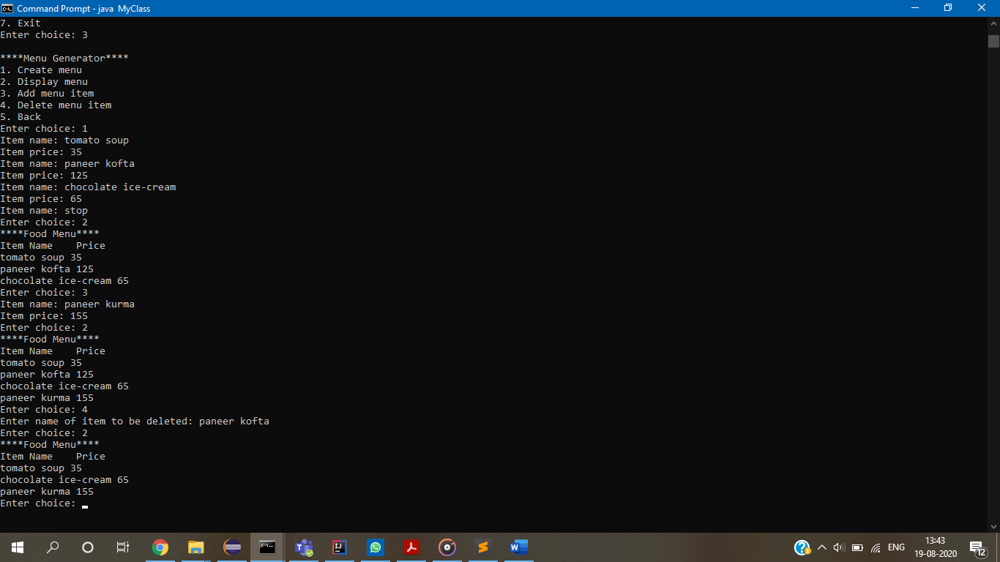 Command Prompt - java  MyClass
7. Exit
Enter choice: 3
****Menu Generator****
1. Create menu
2. Display menu
3. Add menu item
4. Delete menu item
5. Back
Enter choice: 1
Item name: tomato soup
Item price: 35
Item name: paneer kofta
Item price: 125
Item name: chocolate ice-cream
Item price: 65
Item name: stop
Enter choice: 2
****Food Menu****
Item Name    Price
tomato soup 35
paneer kofta 125
chocolate ice-cream 65
Enter choice: 3
Item name: paneer kurma
Item price: 155
Enter choice: 2
****Food Menu****
Item Name    Price
tomato soup 35
paneer kofta 125
chocolate ice-cream 65
paneer kurma 155
Enter choice: 4
Enter name of item to be deleted: paneer kofta
Enter choice: 2
****Food Menu****
Item Name    Price
tomato soup 35
chocolate ice-cream 65
paneer kurma 155
Enter choice:
ENG
13:43
19-08-2020
12